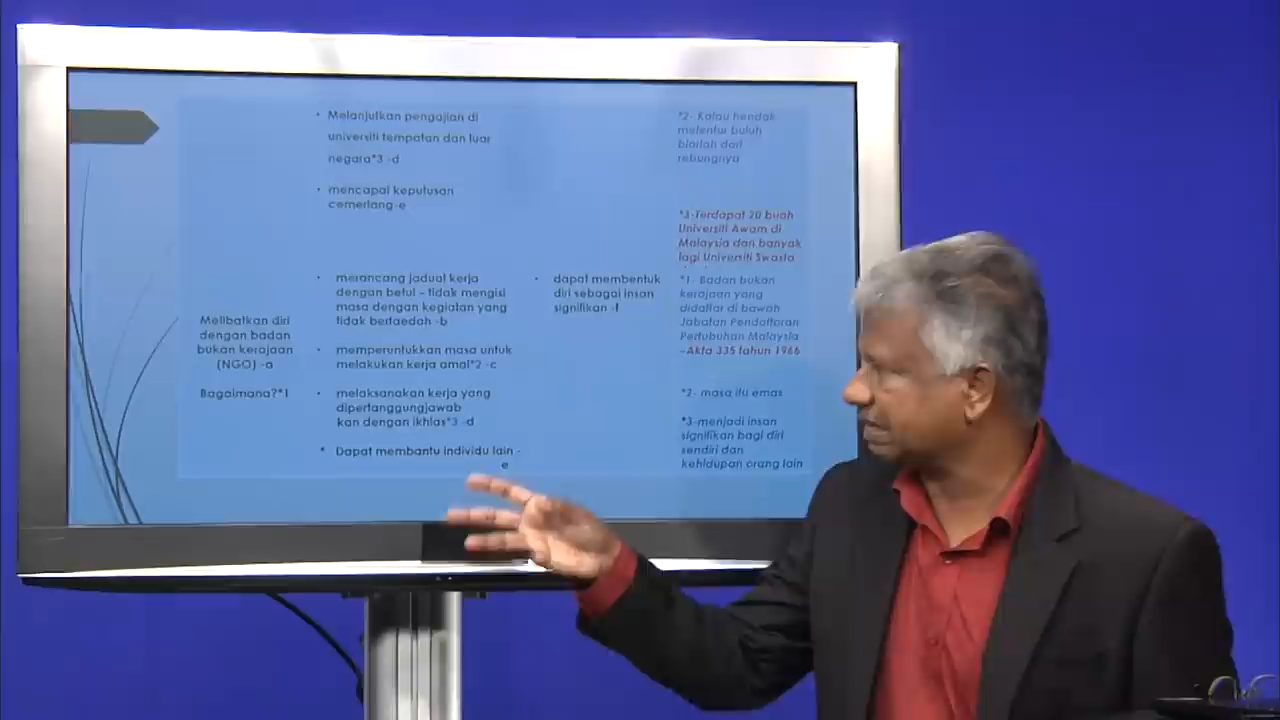 • Melanjutkan pengajian di
universiti tempatan dan luar
negara*3 -d
• mencapai keputusan
cemerlang-e
*2- Kalau hendak
melentur buluh
biarlah dari
rebungnya
*3-Terdapat 20 buah
Universiti Awam di
Malaysia dan banyak
lagi Universiti Swasta
Melibatkan diri
dengan badan
bukan kerajaan
(NGO) -a
Bagaimana?*1
• merancang jadual kerja
dengan betul – tidak mengisi
masa dengan kegiatan yang
tidak berfaedah -b
• memperuntukkan masa untuk
melakukan kerja amal*2 -c
• melaksanakan kerja yang
dipertanggungjawab
kan dengan ikhlas*3 -d
* Dapat membantu individu lain -
e
• dapat membentuk
diri sebagai insan
signifikan -f
*1- Badan bukan
kerajaan yang
didaftar di bawah
Jabatan Pendaftaran
Pertubuhan Malaysia
–Akta 335 tahun 1966
*2- masa itu emas
*3-menjadi insan
signifikan bagi diri
sendiri dan
kehidupan orang lain